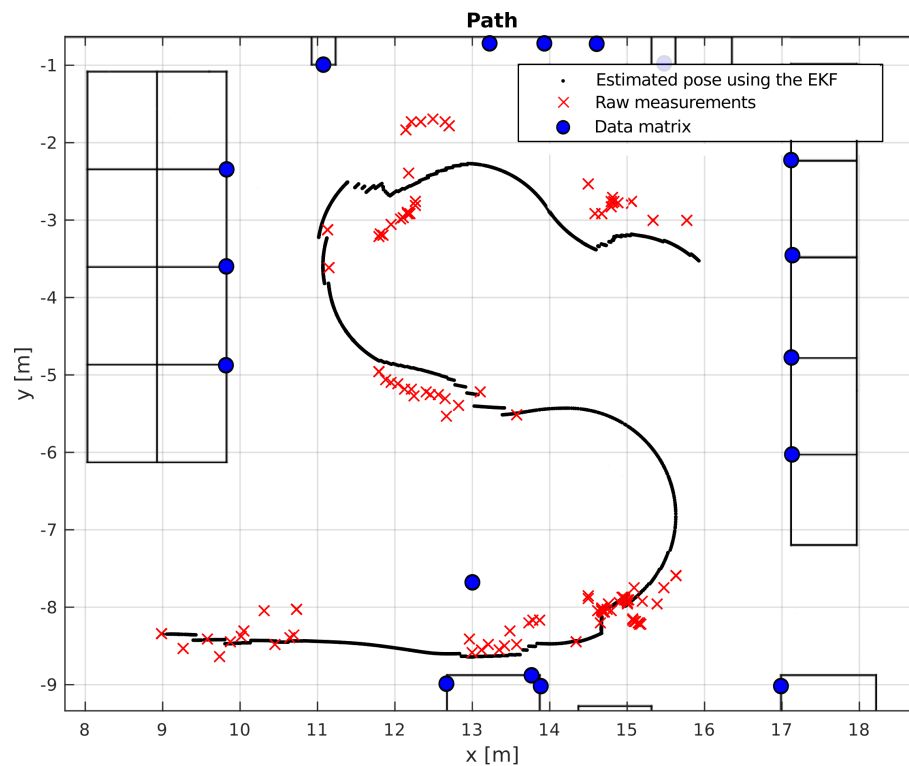 Path
Estimated pose using the EKF
Raw measurements
Data matrix
-1
-2
-3
-4
-5
-6
-7
-8
-9
y [m]
8 9 10 11 12 13 14 15 16 17 18
x [m]